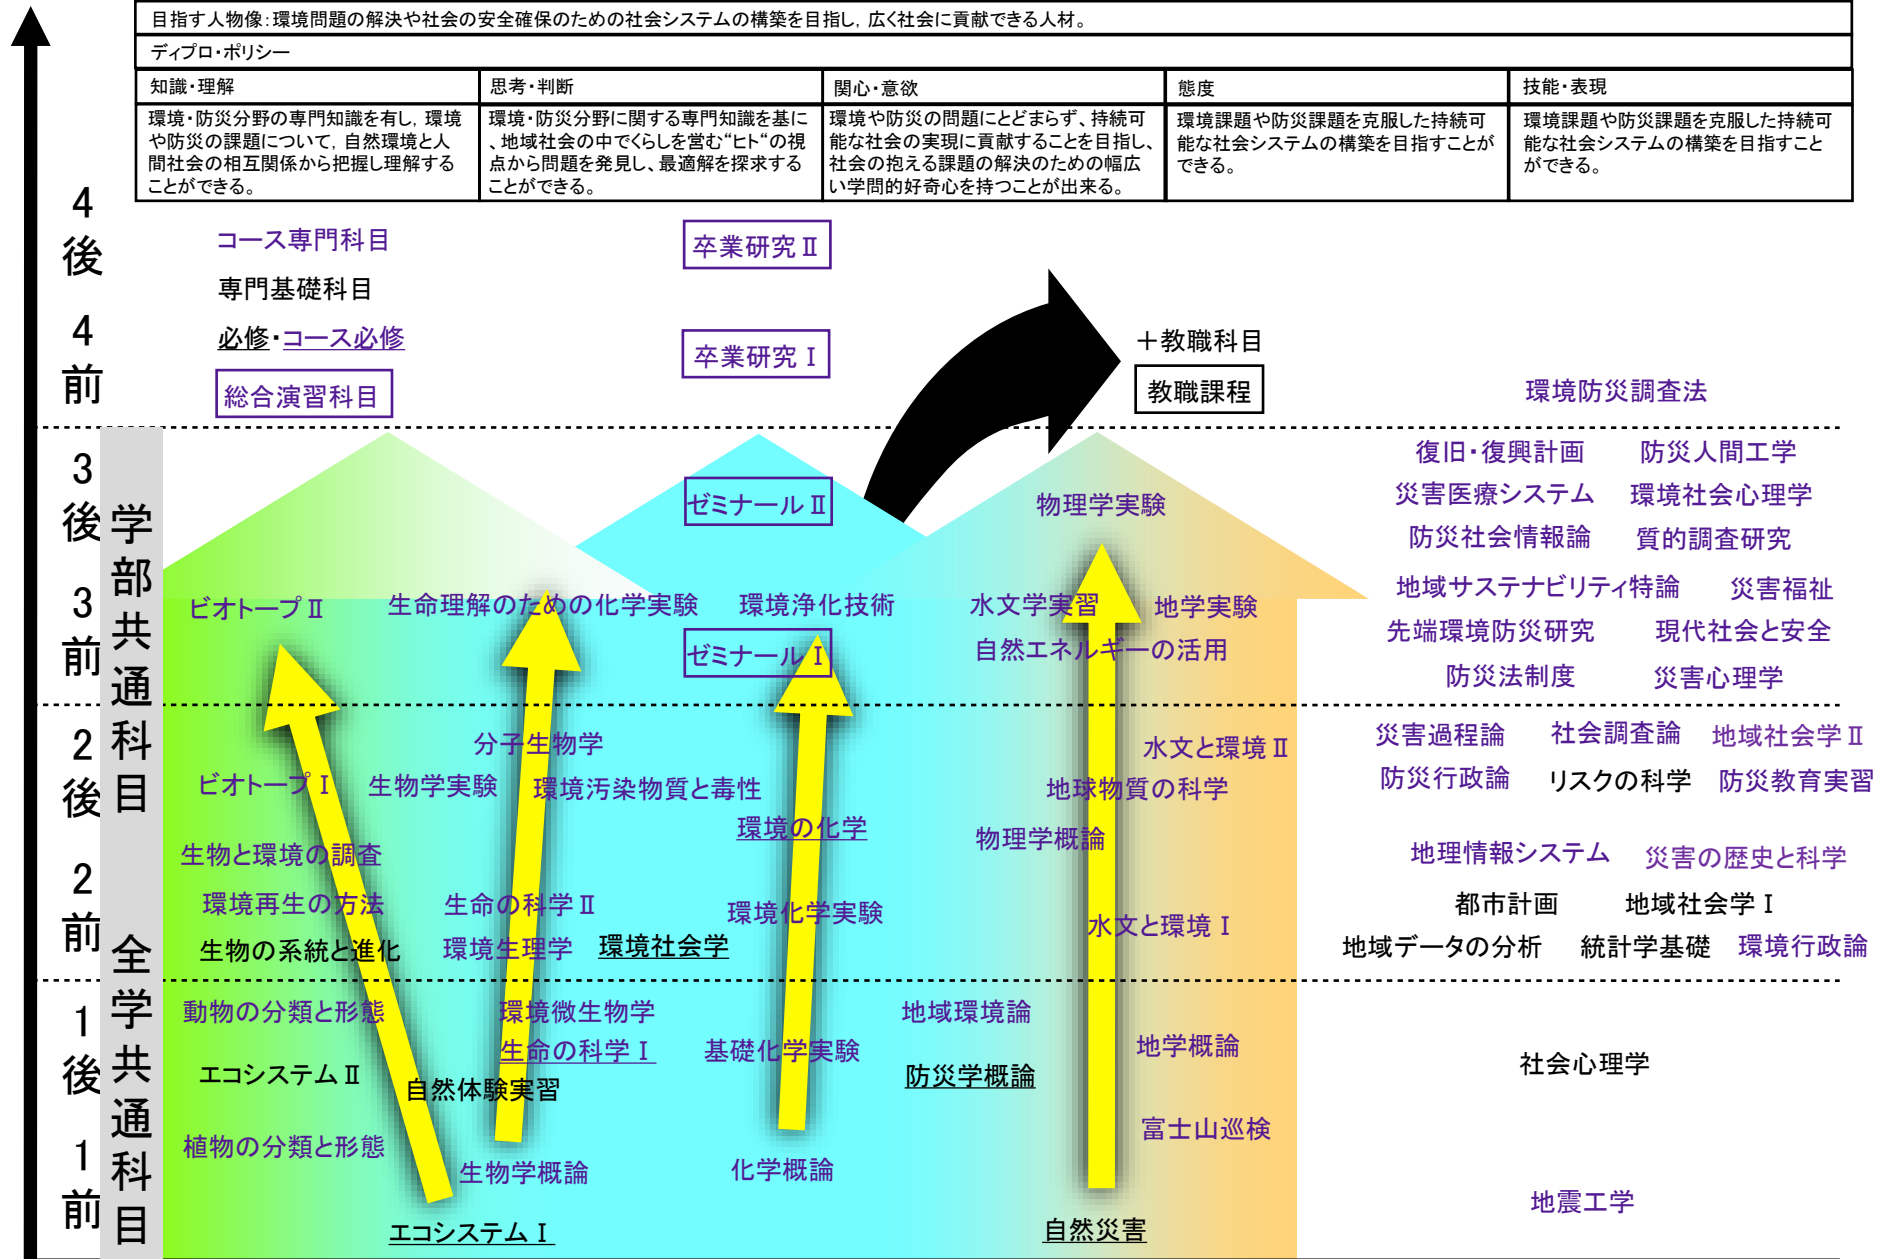 目指す人物像：環境問題の解決や社会の安全確保のための社会システムの構築を目指し，広く社会に貢献できる人材。
ディプロ・ポリシー
知識・理解
思考・判断
関心・意欲
態度
技能・表現
環境・防災分野の専門知識を有し，環境
や防災の課題について，自然環境と人
間社会の相互関係から把握し理解する
ことができる。
環境・防災分野に関する専門知識を基に
、地域社会の中でくらしを営む“ヒト“の視
点から問題を発見し、最適解を探求する
ことができる。
環境や防災の問題にとどまらず、持続可
能な社会の実現に貢献することを目指し、
社会の抱える課題の解決のための幅広
い学問的好奇心を持つことが出来る。
環境課題や防災課題を克服した持続可
能な社会システムの構築を目指すことが
できる。
環境課題や防災課題を克服した持続可
能な社会システムの構築を目指すこと
ができる。
4後
コース専門科目
卒業研究Ⅱ
専門基礎科目
4前
必修・コース必修
卒業研究Ⅰ
＋教職科目
総合演習科目
教職課程
環境防災調査法
3後
学部共通科目
復旧・復興計画
防災人間工学
ゼミナールⅡ
物理学実験
災害医療システム
環境社会心理学
防災社会情報論
質的調査研究
3前
ビオトープⅡ
生命理解のための化学実験
環境浄化技術
水文学実習
地学実験
地域サステナビリティ特論
災害福祉
ゼミナールⅠ
自然エネルギーの活用
先端環境防災研究
現代社会と安全
防災法制度
災害心理学
2後
分子生物学
水文と環境Ⅱ
災害過程論
社会調査論
地域社会学Ⅱ
ビオトープⅠ
生物学実験
環境汚染物質と毒性
地球物質の科学
防災行政論
リスクの科学
防災教育実習
環境の化学
物理学概論
2前
生物と環境の調査
地理情報システム
災害の歴史と科学
環境再生の方法
生命の科学Ⅱ
環境化学実験
水文と環境Ⅰ
都市計画
地域社会学Ⅰ
全学共通科目
生物の系統と進化
環境生理学
環境社会学
地域データの分析
統計学基礎
環境行政論
1後
動物の分類と形態
環境微生物学
地域環境論
生命の科学Ⅰ
基礎化学実験
地学概論
エコシステムⅡ
自然体験実習
防災学概論
社会心理学
1前
植物の分類と形態
富士山巡検
生物学概論
化学概論
地震工学
エコシステムⅠ
自然災害